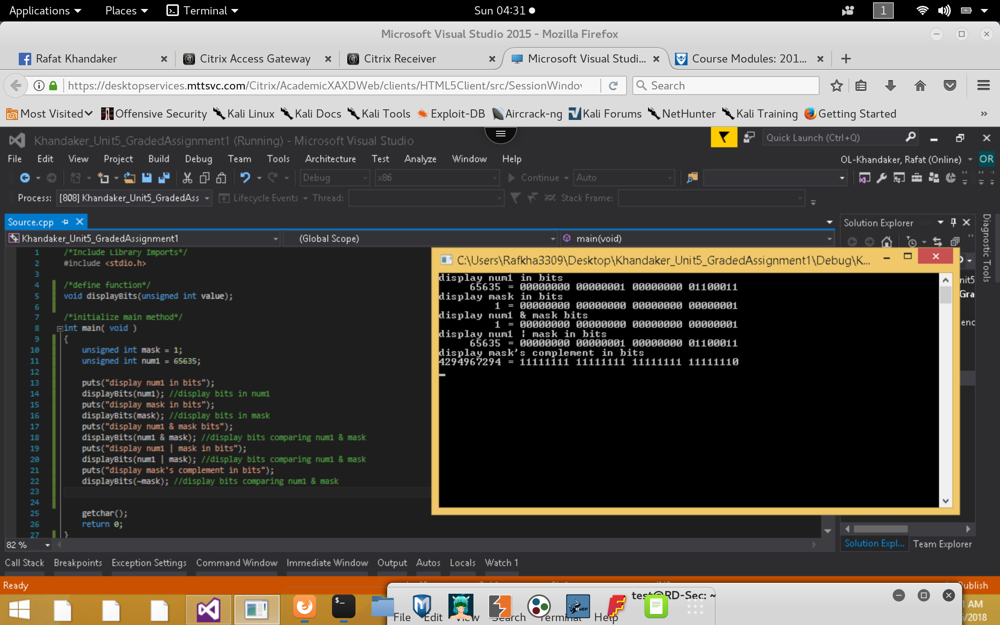 Applications Places Terminal Sun 04:31 1
Microsoft Visual Studio 2015 - Mozilla Firefox
Rafat Khandaker Citrix Access Gateway Citrix Receiver Microsoft Visual Studi... Course Modules: 201...
https://desktopservices.mttsvc.com/Citrix/AcademicXAXDWeb/clients/HTML5Client/src/SessionWindow Search
Most Visited Offensive Security Kali Linux Kali Docs Kali Tools Exploit-DB Aircrack-ng Kali Forums NetHunter Kali Training Getting Started »
Khandaker_Unit5_GradedAssignment1 (Running) - Microsoft Visual Studio Quick Launch (Ctrl+Q)
File Edit View Project Build Debug Team Tools Architecture Test Analyze Window Help OL-Khandaker, Rafat (Online) OR
Debug x86 Continue Auto
Process: [808] Khandaker_Unit5_GradedAss Lifecycle Events Thread: Stack Frame:
Source.cpp
Khandaker_Unit5_GradedAssignment1 (Global Scope) main(void)
1 /*Include Library Imports*/
2 #include <stdio.h>
3
4 /*define function*/
5 void displayBits(unsigned int value);
6
7 /*initialize main method*/
8 int main( void )
9 {
10 unsigned int mask = 1;
11 unsigned int num1 = 65635;
12
13 puts("display num1 in bits");
14 displayBits(num1); //display bits in num1
15 puts("display mask in bits");
16 displayBits(mask); //display bits in mask
17 puts("display num1 & mask bits");
18 displayBits(num1 & mask); //display bits comparing num1 & mask
19 puts("display num1 | mask in bits");
20 displayBits(num1 | mask); //display bits comparing num1 & mask
21 puts("display mask's complement in bits");
22 displayBits(~mask); //display bits comparing num1 & mask
23
24
25 getchar();
26 return 0;
27 }
82 %
C:\Users\Rafkha3309\Desktop\Khandaker_Unit5_GradedAssignment1\Debug\K...
display num1 in bits
65635 = 00000000 00000001 00000000 01100011
display mask in bits
1 = 00000000 00000000 00000000 00000001
display num1 & mask bits
1 = 00000000 00000000 00000000 00000001
display num1 | mask in bits
65635 = 00000000 00000001 00000000 01100011
display mask's complement in bits
4294967294 = 11111111 11111111 11111111 11111110
Solution Explorer
nit5
Gra
enc
Diagnostic Tools
Solution Expl... Team Explorer
Call Stack Breakpoints Exception Settings Command Window Immediate Window Output Autos Locals Watch 1
Ready
test@RD-Sec: ~
File Edit View Search Terminal Help
BeEF
AM
/2018